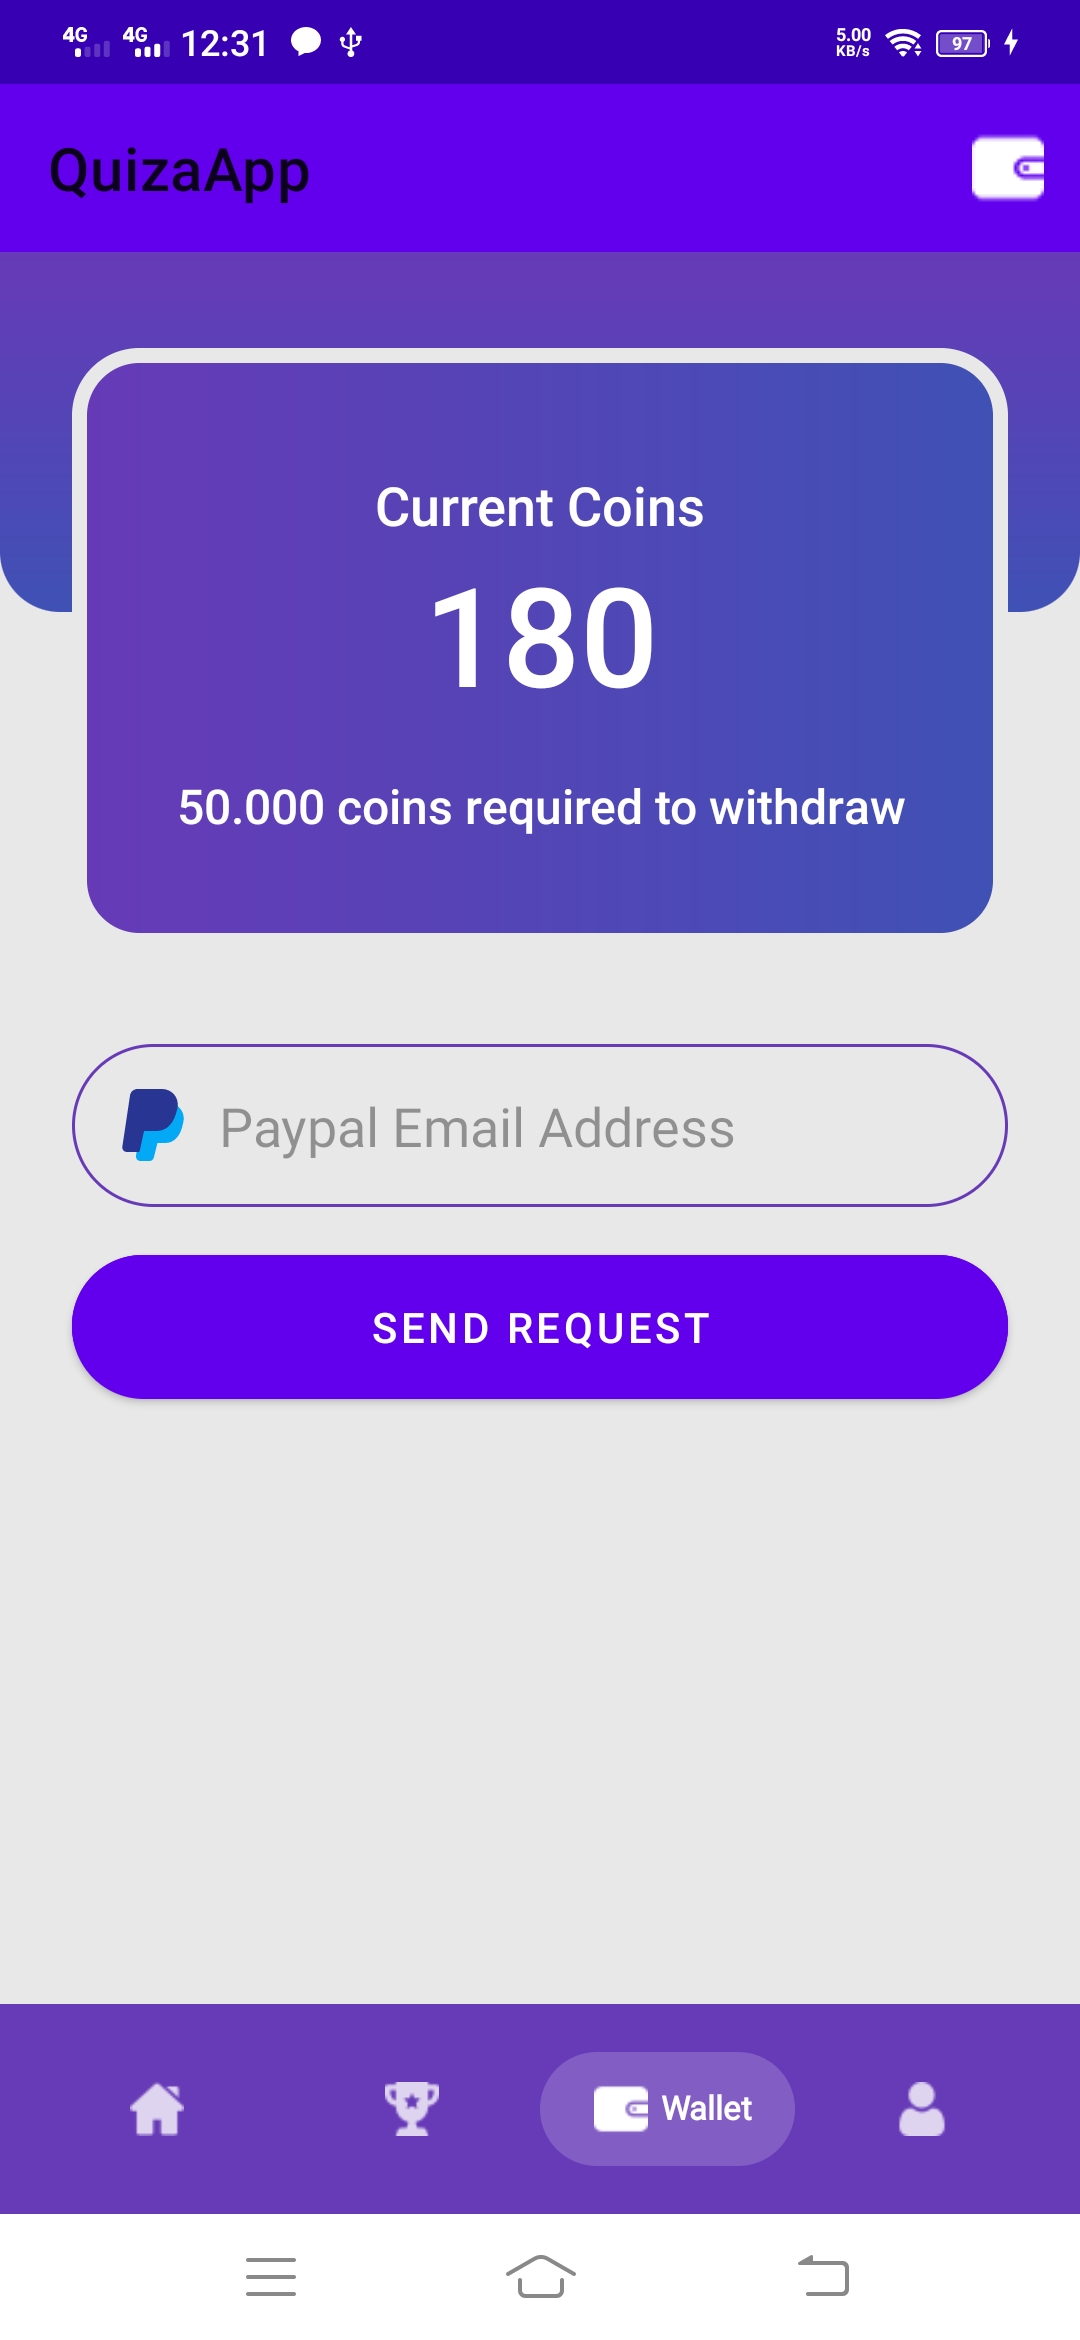 4G 4G 12:31 5.00 KB/s 97
QuizaApp
Current Coins
180
50.000 coins required to withdraw
Paypal Email Address
SEND REQUEST
Wallet